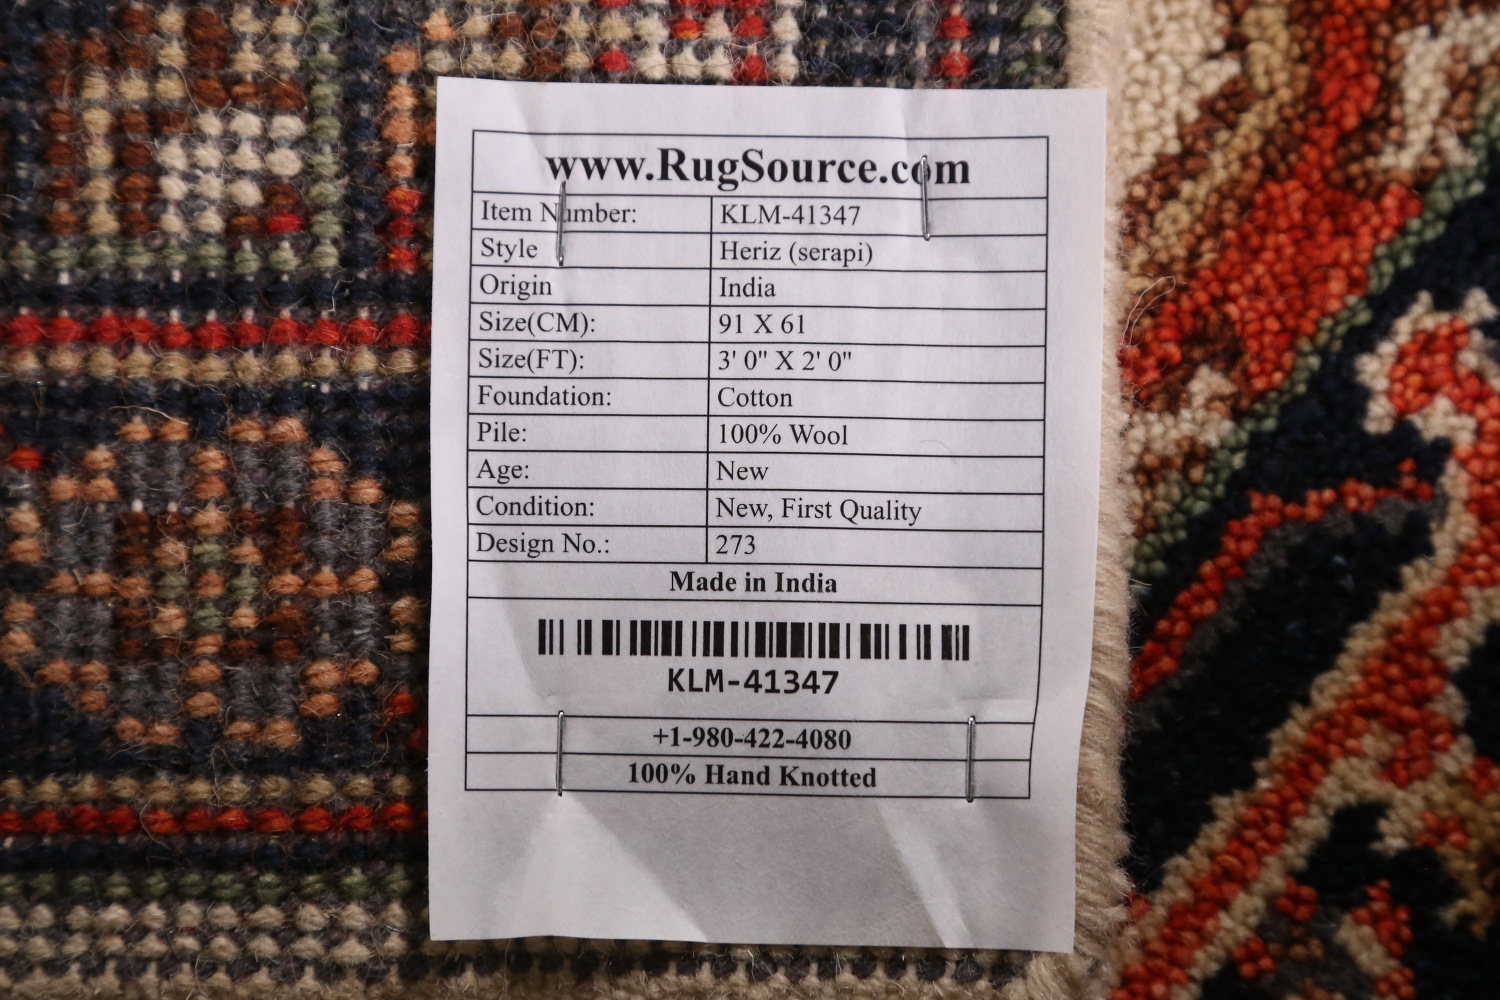 www.RugSource.com
Item Number: KLM-41347
Style Heriz (serapi)
Origin India
Size(CM): 91 X 61
Size(FT): 3' 0" X 2' 0"
Foundation: Cotton
Pile: 100% Wool
Age: New
Condition: New, First Quality
Design No.: 273
Made in India
KLM-41347
+1-980-422-4080
100% Hand Knotted